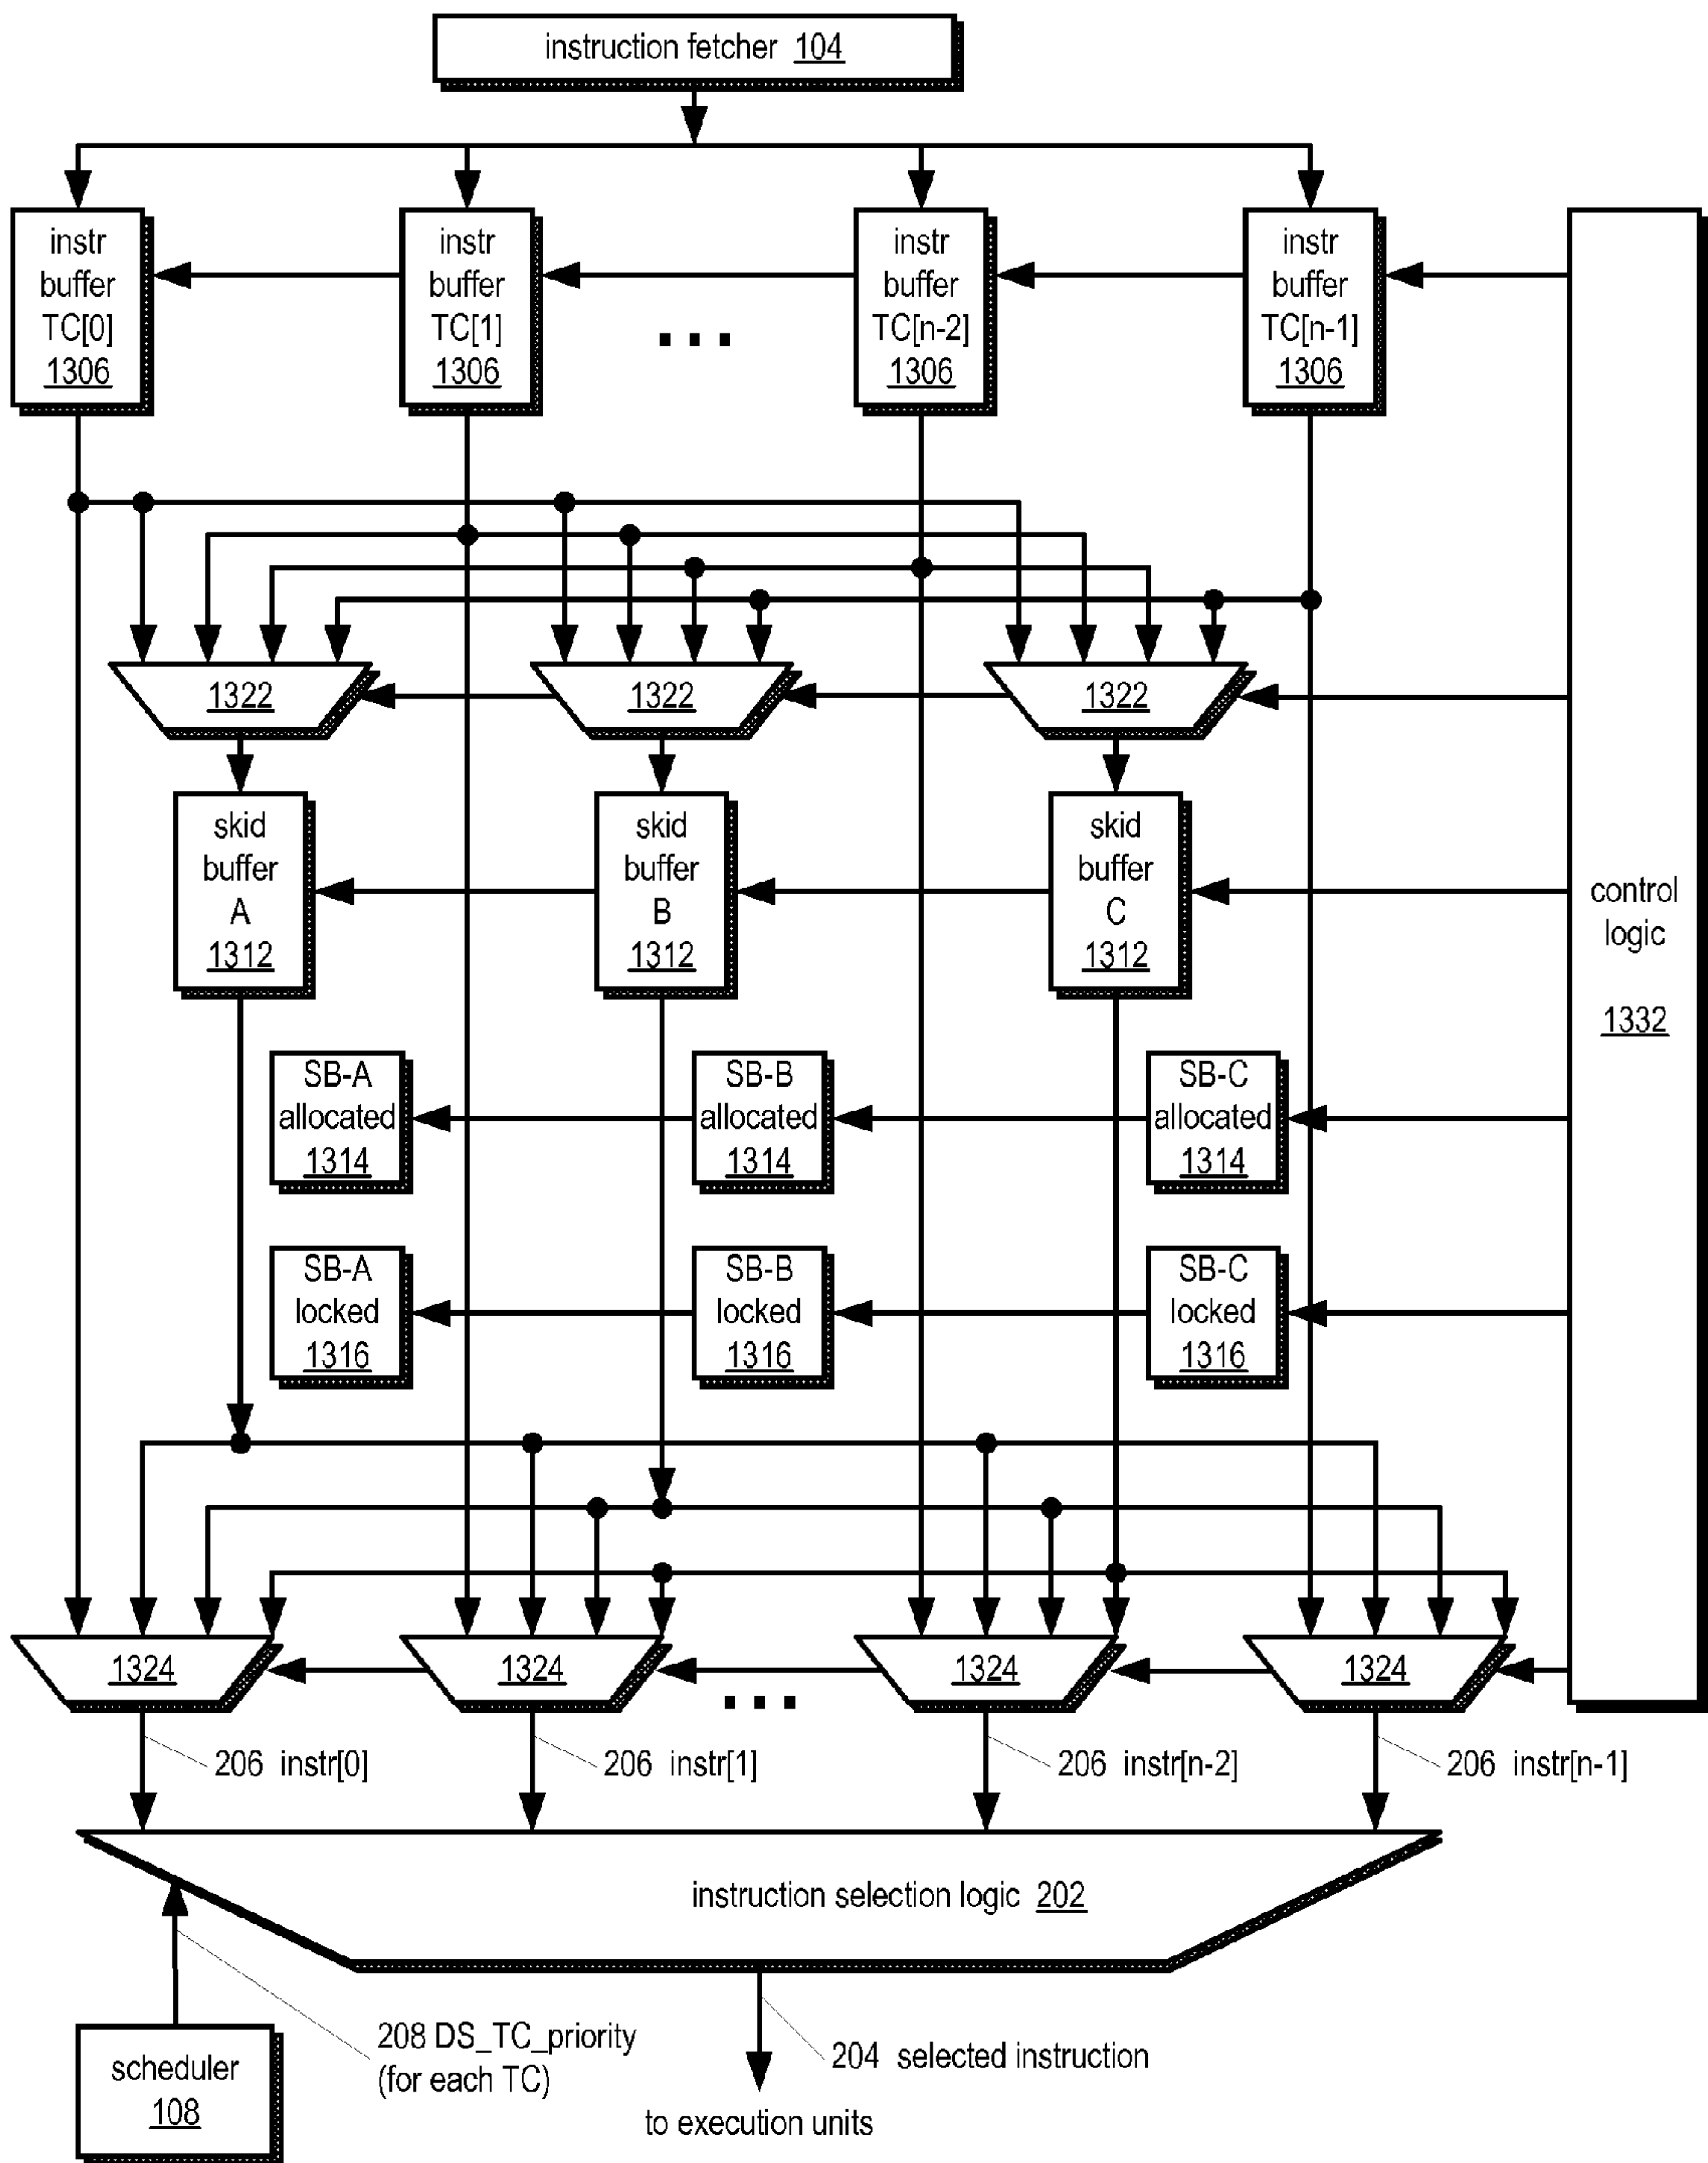 instruction fetcher 104
instr
buffer
TC[0]
1306
instr
buffer
TC[1]
1306
instr
buffer
TC[n-2]
1306
instr
buffer
TC[n-1]
1306
...
1322
1322
1322
skid
buffer
A
1312
skid
buffer
B
1312
skid
buffer
C
1312
control
logic
1332
SB-A
allocated
1314
SB-B
allocated
1314
SB-C
allocated
1314
SB-A
locked
1316
SB-B
locked
1316
SB-C
locked
1316
1324
1324
1324
1324
...
206 instr[0]
206 instr[1]
206 instr[n-2]
206 instr[n-1]
instruction selection logic 202
scheduler
108
208 DS_TC_priority
(for each TC)
204 selected instruction
to execution units